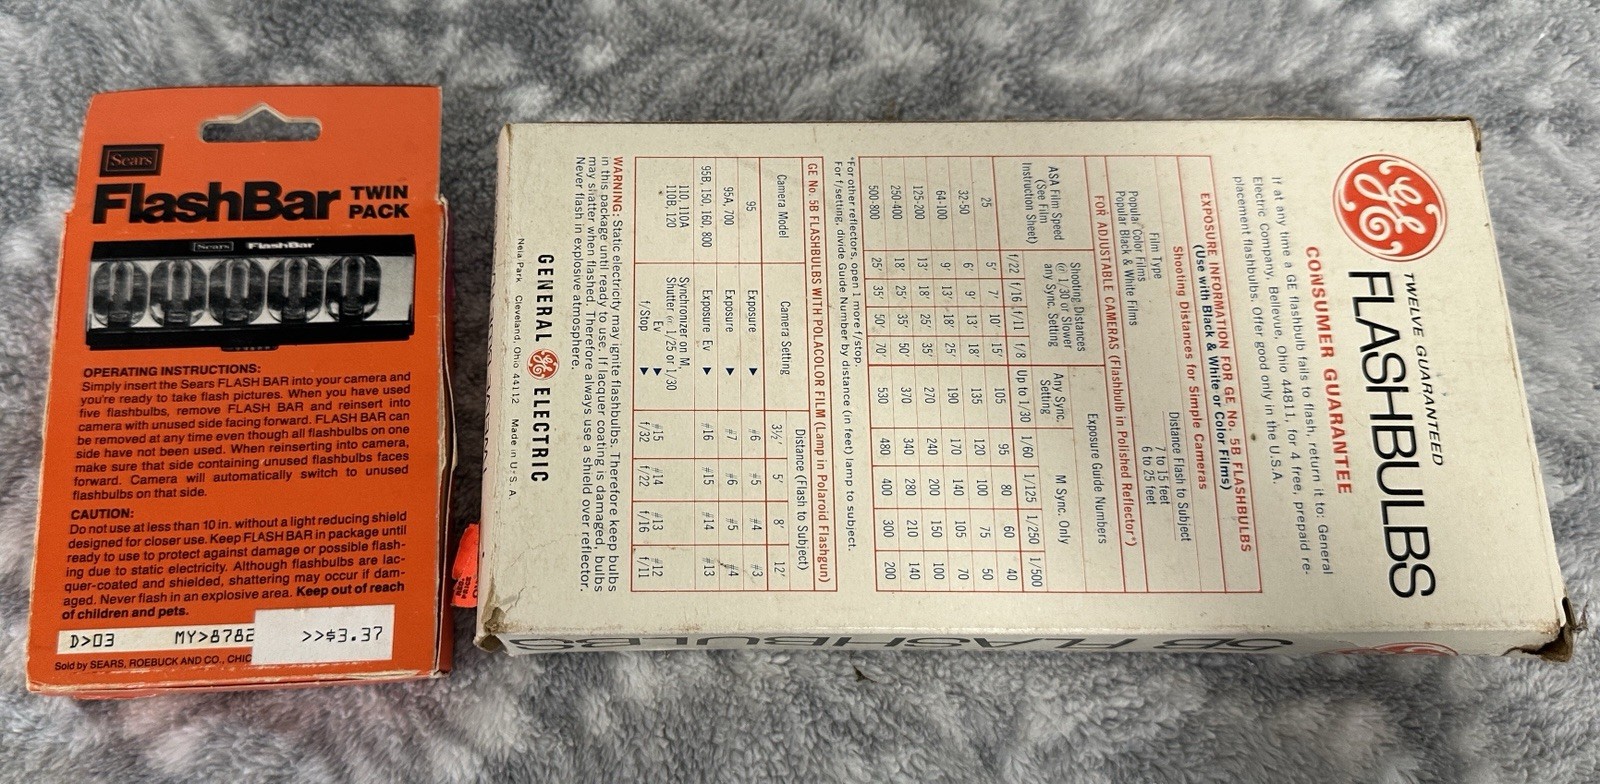 Sears
FlashBar TWIN
PACK
Sears FlashBar
OPERATING INSTRUCTIONS:
Simply insert the Sears FLASH BAR into your camera and
you're ready to take flash pictures. When you have used
five flashbulbs, remove FLASH BAR and reinsert into
camera with unused side facing forward. FLASH BAR can
be removed at any time even though all flashbulbs on one
side have not been used. When reinserting into camera,
make sure that side containing unused flashbulbs faces
forward. Camera will automatically switch to unused
flashbulbs on that side.
CAUTION:
Do not use at less than 10 in. without a light reducing shield
designed for closer use. Keep FLASH BAR in package until
ready to use to protect against damage or possible flash-
ing due to static electricity. Although flashbulbs are lac-
quer-coated and shielded, shattering may occur if dam-
aged. Never flash in an explosive area. Keep out of reach
of children and pets.
D>03 MY>8782 >>$3.37
Sold by SEARS, ROEBUCK AND CO., CHIC
GE
TWELVE GUARANTEED
FLASHBULBS
CONSUMER GUARANTEE
If at any time a GE flashbulb fails to flash, return it to: General
Electric Company, Bellevue, Ohio 44811, for 4 free, prepaid re-
placement flashbulbs. Offer good only in the U.S.A.
EXPOSURE INFORMATION FOR GE No. 5B FLASHBULBS
(Use with Black & White or Color Films)
Shooting Distances for Simple Cameras
Film Type Distance Flash to Subject
Popular Color Films 7 to 15 feet
Popular Black & White Films 6 to 25 feet
FOR ADJUSTABLE CAMERAS (Flashbulb in Polished Reflector*)
Shooting Distances Exposure Guide Numbers
ASA Film Speed @ 1/30 or Slower Any Sync. M Sync. Only
(See Film any Sync. Setting Setting
Instruction Sheet) f/22 f/16 f/11 f/8 Up to 1/30 1/60 1/125 1/250 1/500
25 5' 7' 10' 15' 105 95 80 60 40
32-50 6' 9' 13' 18' 135 120 100 75 50
64-100 9' 13' 18' 25' 190 170 140 105 70
125-200 13' 18' 25' 35' 270 240 200 150 100
250-400 18' 25' 35' 50' 370 340 280 210 140
500-800 25' 35' 50' 70' 530 480 400 300 200
*For other reflectors, open 1 more f/stop.
For f/setting, divide Guide Number by distance (in feet) lamp to subject.
GE No. 5B FLASHBULBS WITH POLACOLOR FILM (Lamp in Polaroid Flashgun)
Camera Model Camera Setting Distance (Flash to Subject)
3½' 5' 8' 12'
95 Exposure ▶ #6 #5 #4 #3
95A, 700 Exposure ▶ #7 #6 #5 #4
95B, 150, 160, 800 Exposure Ev ▶ #16 #15 #14 #13
110, 110A Synchronizer on M,
110B, 120 Shutter @ 1/25 or 1/30
Ev ▶ #15 #14 #13 #12
f/Stop ▶ f/32 f/22 f/16 f/11
WARNING: Static electricity may ignite flashbulbs. Therefore keep bulbs
in this package until ready to use. If lacquer coating is damaged, bulbs
may shatter when flashed. Therefore always use a shield over reflector.
Never flash in explosive atmosphere.
GENERAL GE ELECTRIC
Nela Park Cleveland, Ohio 44112 Made in U.S.A.
5B FLASHBULBS